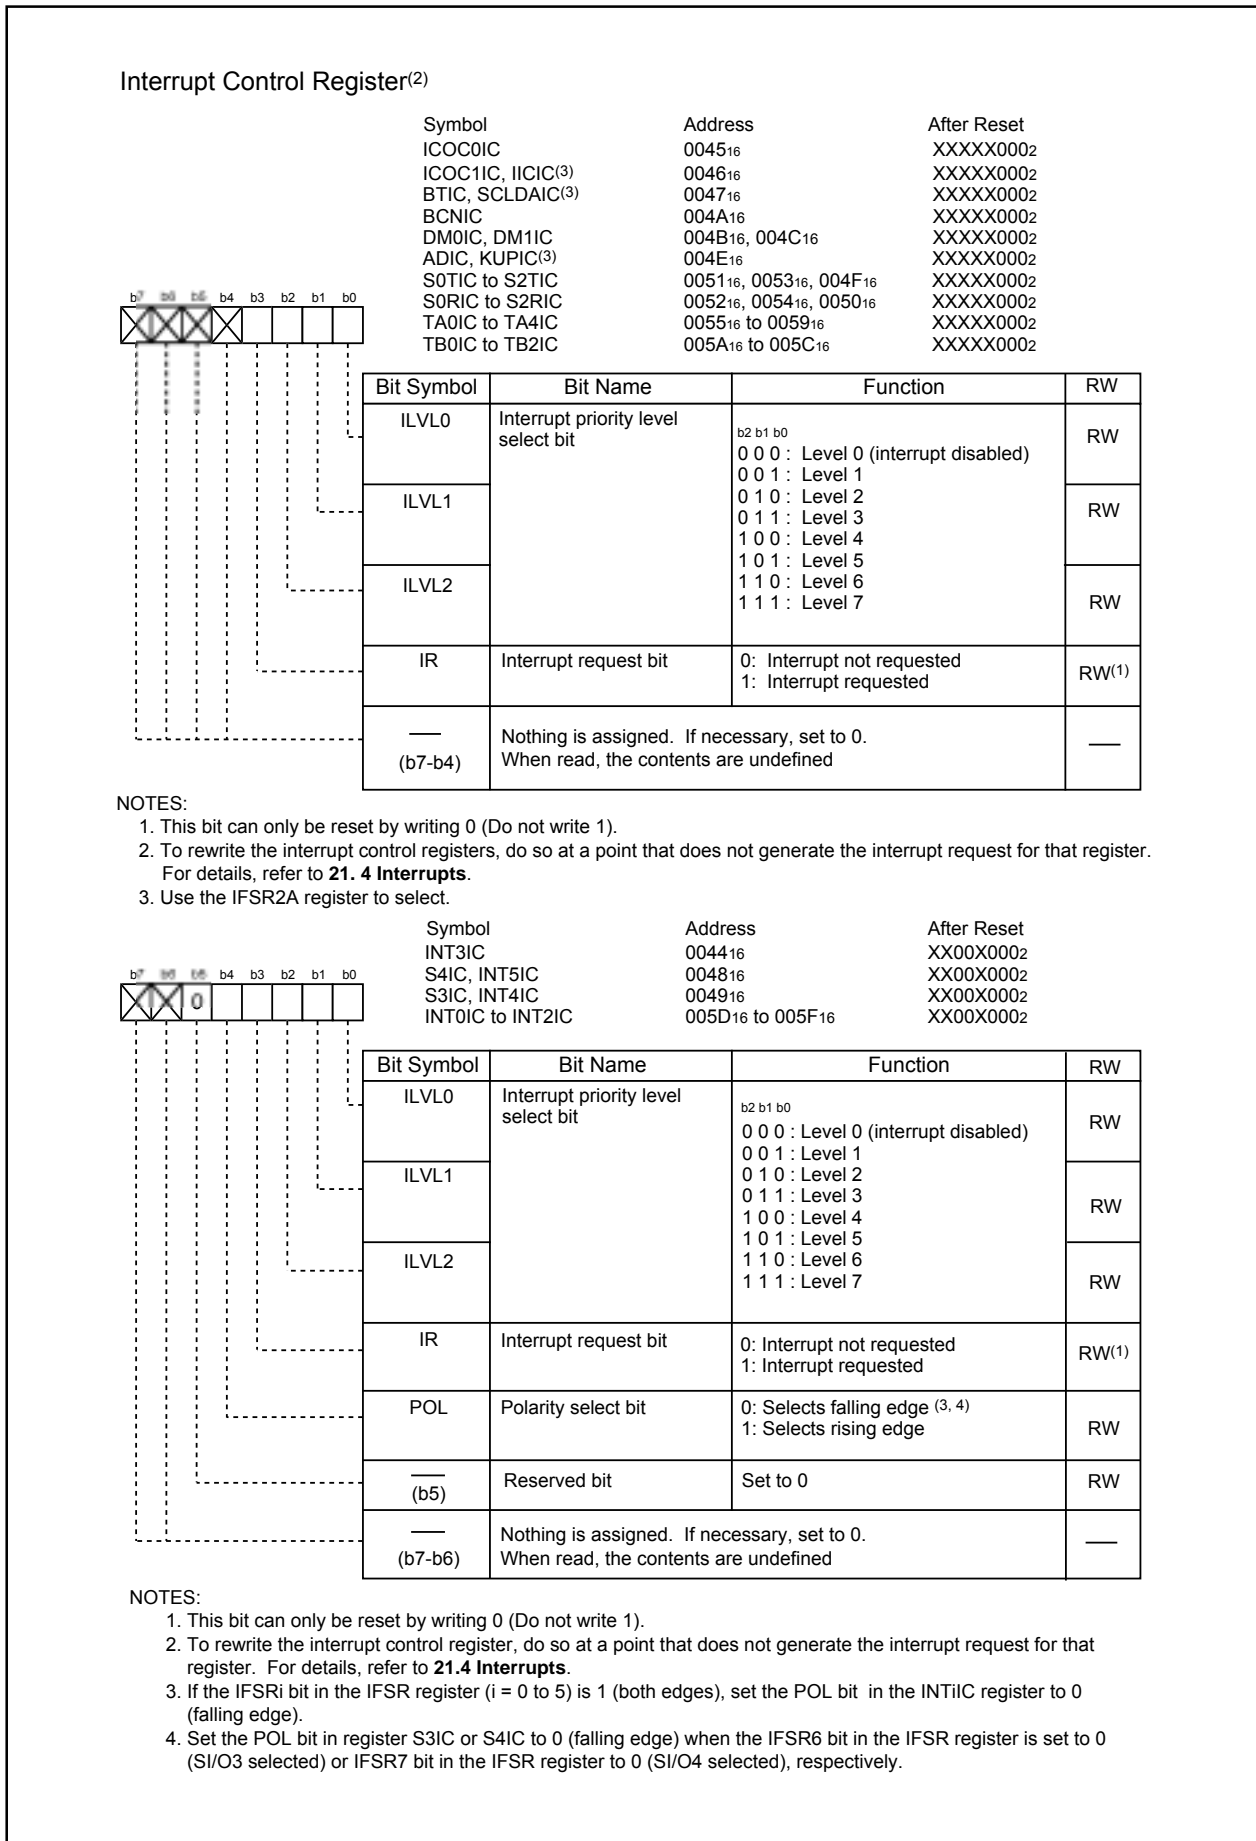 Interrupt Control Register(2)
Symbol Address After Reset
ICOC0IC 004516 XXXXX0002
ICOC1IC, IICIC(3) 004616 XXXXX0002
BTIC, SCLDAIC(3) 004716 XXXXX0002
BCNIC 004A16 XXXXX0002
DM0IC, DM1IC 004B16, 004C16 XXXXX0002
ADIC, KUPIC(3) 004E16 XXXXX0002
S0TIC to S2TIC 005116, 005316, 004F16 XXXXX0002
S0RIC to S2RIC 005216, 005416, 005016 XXXXX0002
TA0IC to TA4IC 005516 to 005916 XXXXX0002
TB0IC to TB2IC 005A16 to 005C16 XXXXX0002
b7 b6 b5 b4 b3 b2 b1 b0
Bit Symbol Bit Name Function RW
ILVL0 Interrupt priority level select bit RW
b2 b1 b0
0 0 0 : Level 0 (interrupt disabled)
0 0 1 : Level 1
ILVL1 0 1 0 : Level 2 RW
0 1 1 : Level 3
1 0 0 : Level 4
1 0 1 : Level 5
ILVL2 1 1 0 : Level 6 RW
1 1 1 : Level 7
IR Interrupt request bit 0: Interrupt not requested RW(1)
1: Interrupt requested
(b7-b4) Nothing is assigned. If necessary, set to 0.
When read, the contents are undefined
NOTES:
1. This bit can only be reset by writing 0 (Do not write 1).
2. To rewrite the interrupt control registers, do so at a point that does not generate the interrupt request for that register.
For details, refer to 21. 4 Interrupts.
3. Use the IFSR2A register to select.
Symbol Address After Reset
INT3IC 004416 XX00X0002
S4IC, INT5IC 004816 XX00X0002
S3IC, INT4IC 004916 XX00X0002
INT0IC to INT2IC 005D16 to 005F16 XX00X0002
b7 b6 b5 b4 b3 b2 b1 b0
0
Bit Symbol Bit Name Function RW
ILVL0 Interrupt priority level select bit RW
b2 b1 b0
0 0 0 : Level 0 (interrupt disabled)
0 0 1 : Level 1
ILVL1 0 1 0 : Level 2 RW
0 1 1 : Level 3
1 0 0 : Level 4
1 0 1 : Level 5
ILVL2 1 1 0 : Level 6 RW
1 1 1 : Level 7
IR Interrupt request bit 0: Interrupt not requested RW(1)
1: Interrupt requested
POL Polarity select bit 0: Selects falling edge (3, 4) RW
1: Selects rising edge
(b5) Reserved bit Set to 0 RW
(b7-b6) Nothing is assigned. If necessary, set to 0.
When read, the contents are undefined
NOTES:
1. This bit can only be reset by writing 0 (Do not write 1).
2. To rewrite the interrupt control register, do so at a point that does not generate the interrupt request for that
register. For details, refer to 21.4 Interrupts.
3. If the IFSRi bit in the IFSR register (i = 0 to 5) is 1 (both edges), set the POL bit in the INTiIC register to 0
(falling edge).
4. Set the POL bit in register S3IC or S4IC to 0 (falling edge) when the IFSR6 bit in the IFSR register is set to 0
(SI/O3 selected) or IFSR7 bit in the IFSR register to 0 (SI/O4 selected), respectively.